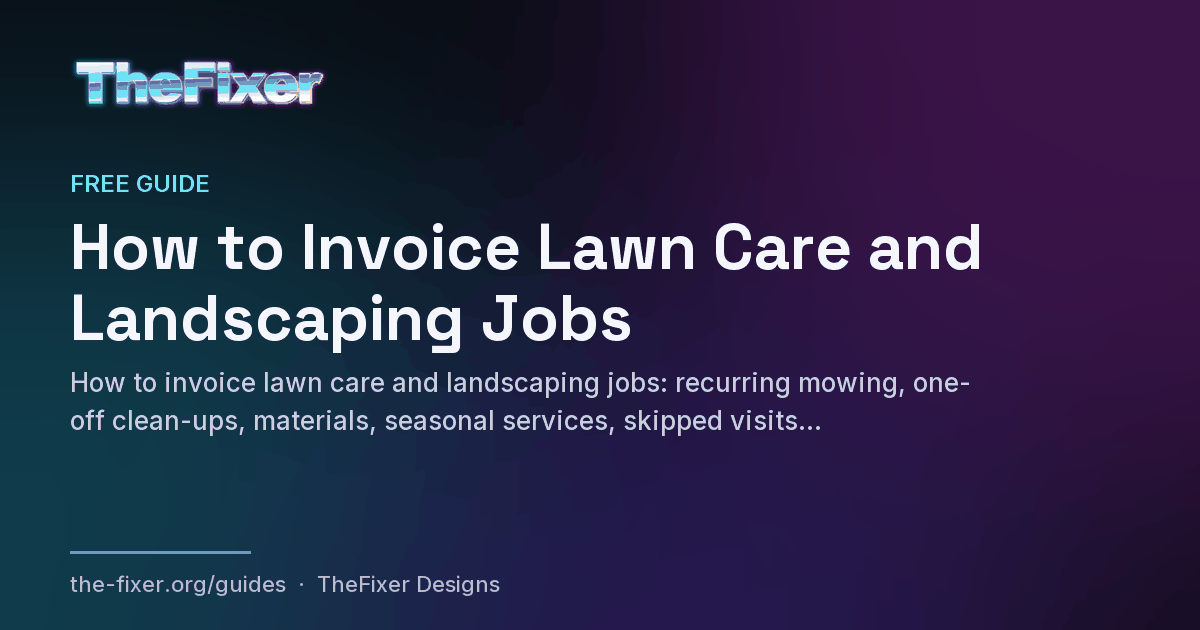 TheFixer
FREE GUIDE
How to Invoice Lawn Care and
Landscaping Jobs
How to invoice lawn care and landscaping jobs: recurring mowing, one-
off clean-ups, materials, seasonal services, skipped visits...
the-fixer.org/guides · TheFixer Designs